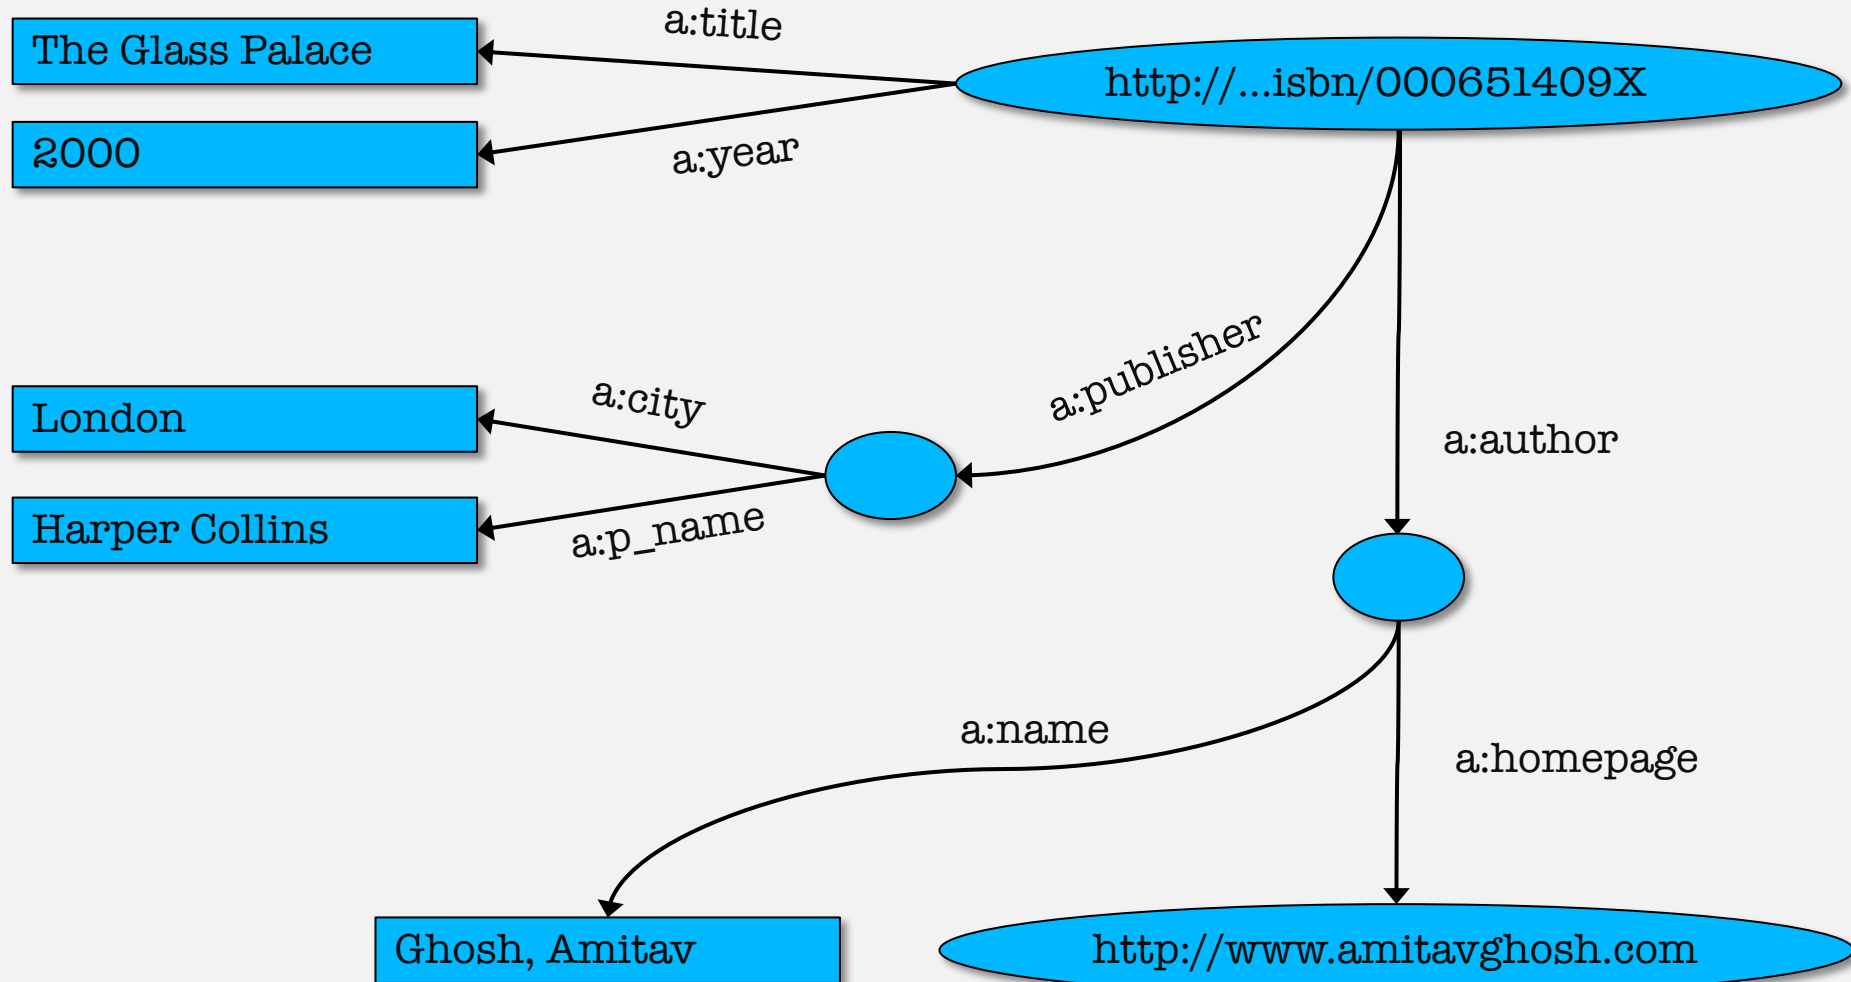 a:title
The Glass Palace
http://...isbn/000651409X
2000
a:year
a:publisher
a:city
London
a:author
Harper Collins
a:p_name
a:name
a:homepage
Ghosh, Amitav
http://www.amitavghosh.com